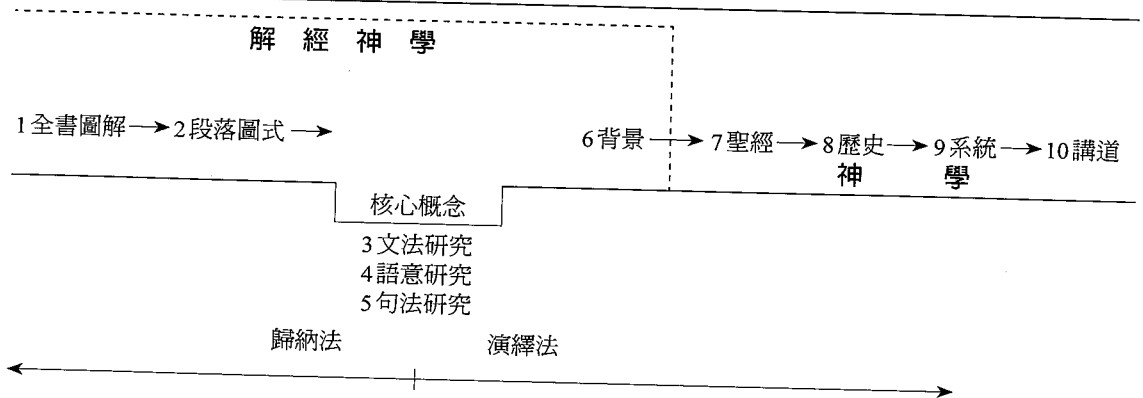 解經神學
1全書圖解→2段落圖式→
6背景→7聖經→8歷史→9系統→10講道
神學
核心概念
3文法研究
4語意研究
5句法研究
歸納法 演繹法